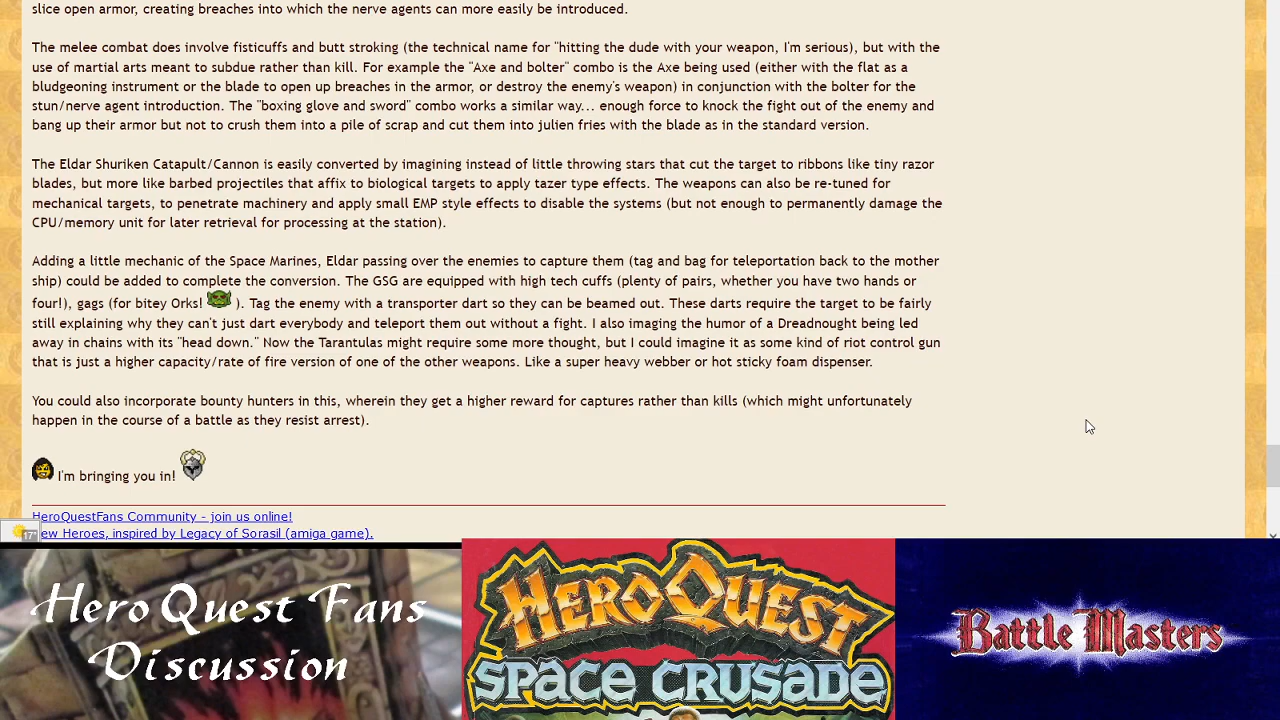 slice open armor, creating breaches into which the nerve agents can more easily be introduced.
The melee combat does involve fisticuffs and butt stroking (the technical name for "hitting the dude with your weapon, I'm serious), but with the
use of martial arts meant to subdue rather than kill. For example the "Axe and bolter" combo is the Axe being used (either with the flat as a
bludgeoning instrument or the blade to open up breaches in the armor, or destroy the enemy's weapon) in conjunction with the bolter for the
stun/nerve agent introduction. The "boxing glove and sword" combo works a similar way... enough force to knock the fight out of the enemy and
bang up their armor but not to crush them into a pile of scrap and cut them into julien fries with the blade as in the standard version.
The Eldar Shuriken Catapult/Cannon is easily converted by imagining instead of little throwing stars that cut the target to ribbons like tiny razor
blades, but more like barbed projectiles that affix to biological targets to apply tazer type effects. The weapons can also be re-tuned for
mechanical targets, to penetrate machinery and apply small EMP style effects to disable the systems (but not enough to permanently damage the
CPU/memory unit for later retrieval for processing at the station).
Adding a little mechanic of the Space Marines, Eldar passing over the enemies to capture them (tag and bag for teleportation back to the mother
ship) could be added to complete the conversion. The GSG are equipped with high tech cuffs (plenty of pairs, whether you have two hands or
four!), gags (for bitey Orks! ). Tag the enemy with a transporter dart so they can be beamed out. These darts require the target to be fairly
still explaining why they can't just dart everybody and teleport them out without a fight. I also imaging the humor of a Dreadnought being led
away in chains with its "head down." Now the Tarantulas might require some more thought, but I could imagine it as some kind of riot control gun
that is just a higher capacity/rate of fire version of one of the other weapons. Like a super heavy webber or hot sticky foam dispenser.
You could also incorporate bounty hunters in this, wherein they get a higher reward for captures rather than kills (which might unfortunately
happen in the course of a battle as they resist arrest).
I'm bringing you in!
HeroQuestFans Community - join us online!
ew Heroes, inspired by Legacy of Sorasil (amiga game).
17°
Hero Quest Fans
Discussion
HeroQuest
Space Crusade
Battle Masters